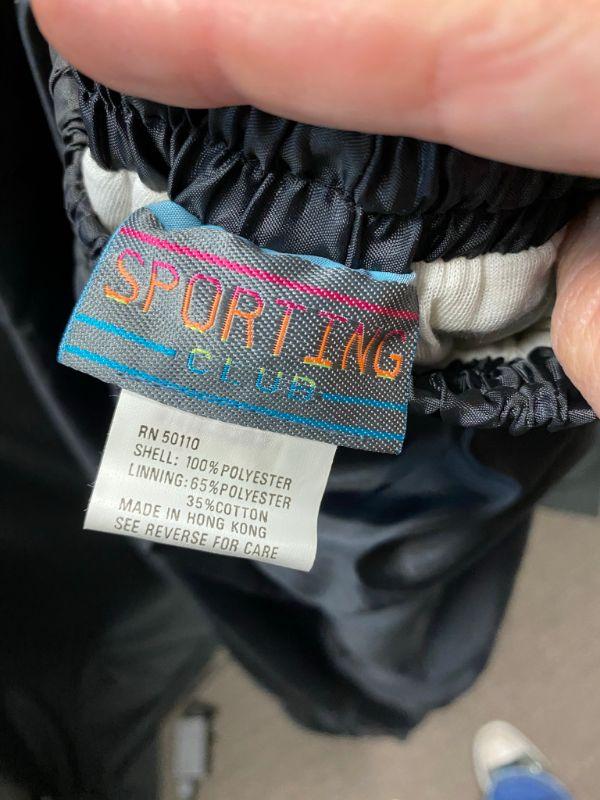 SPORTING
CLUB
RN 50110
SHELL: 100% POLYESTER
LINNING: 65% POLYESTER
35% COTTON
MADE IN HONG KONG
SEE REVERSE FOR CARE